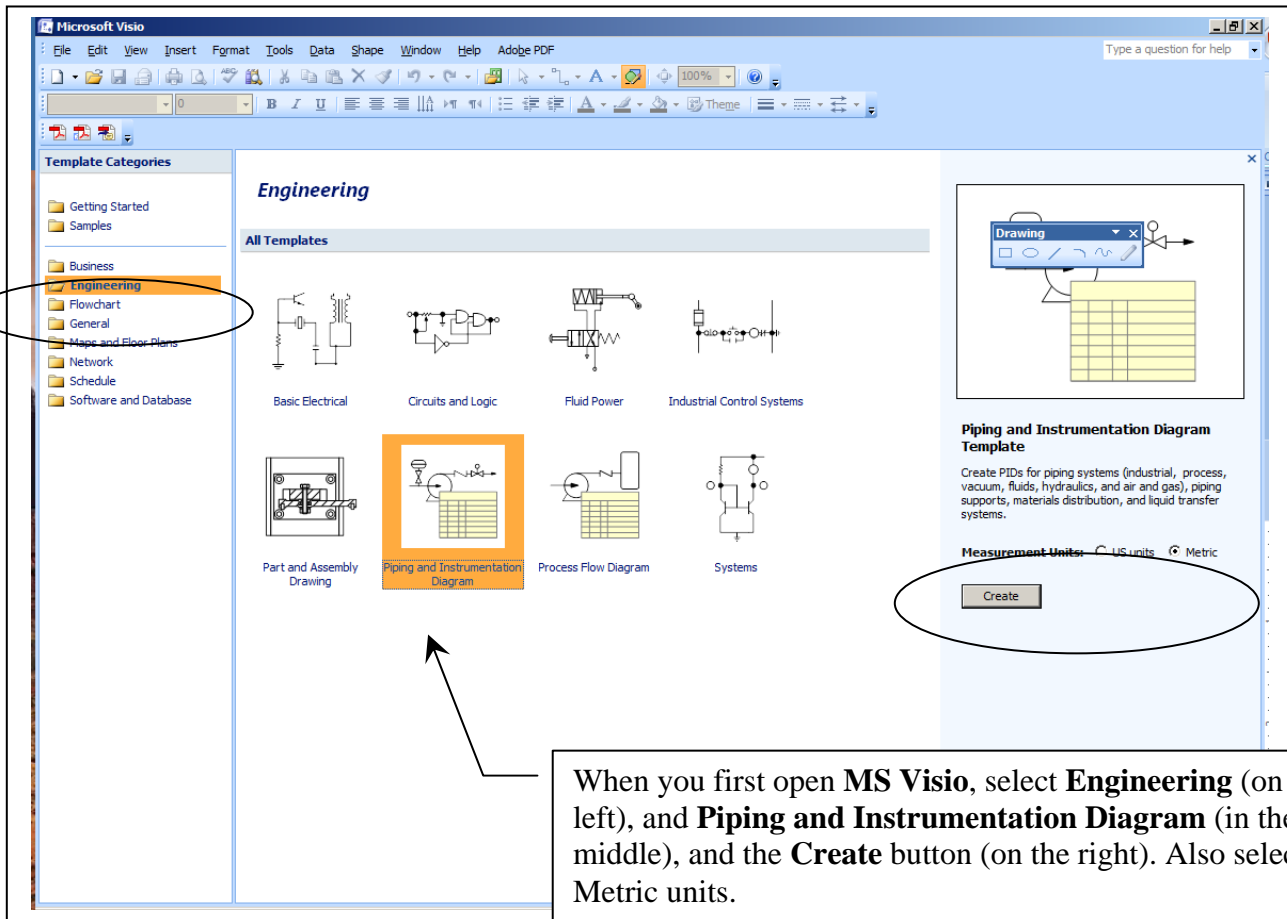 Microsoft Visio
File Edit View Insert Format Tools Data Shape Window Help Adobe PDF
Type a question for help
ABC A 100%
0 B I U A Theme
Template Categories
Getting Started
Samples
Business
Engineering
Flowchart
General
Maps and Floor Plans
Network
Schedule
Software and Database
Engineering
All Templates
Basic Electrical
Circuits and Logic
Fluid Power
Industrial Control Systems
Part and Assembly
Drawing
Piping and Instrumentation
Diagram
Process Flow Diagram
Systems
Drawing
Piping and Instrumentation Diagram
Template
Create PIDs for piping systems (industrial, process,
vacuum, fluids, hydraulics, and air and gas), piping
supports, materials distribution, and liquid transfer
systems.
Measurement Units: US units Metric
Create
When you first open MS Visio, select Engineering (on
left), and Piping and Instrumentation Diagram (in the
middle), and the Create button (on the right). Also selec
Metric units.